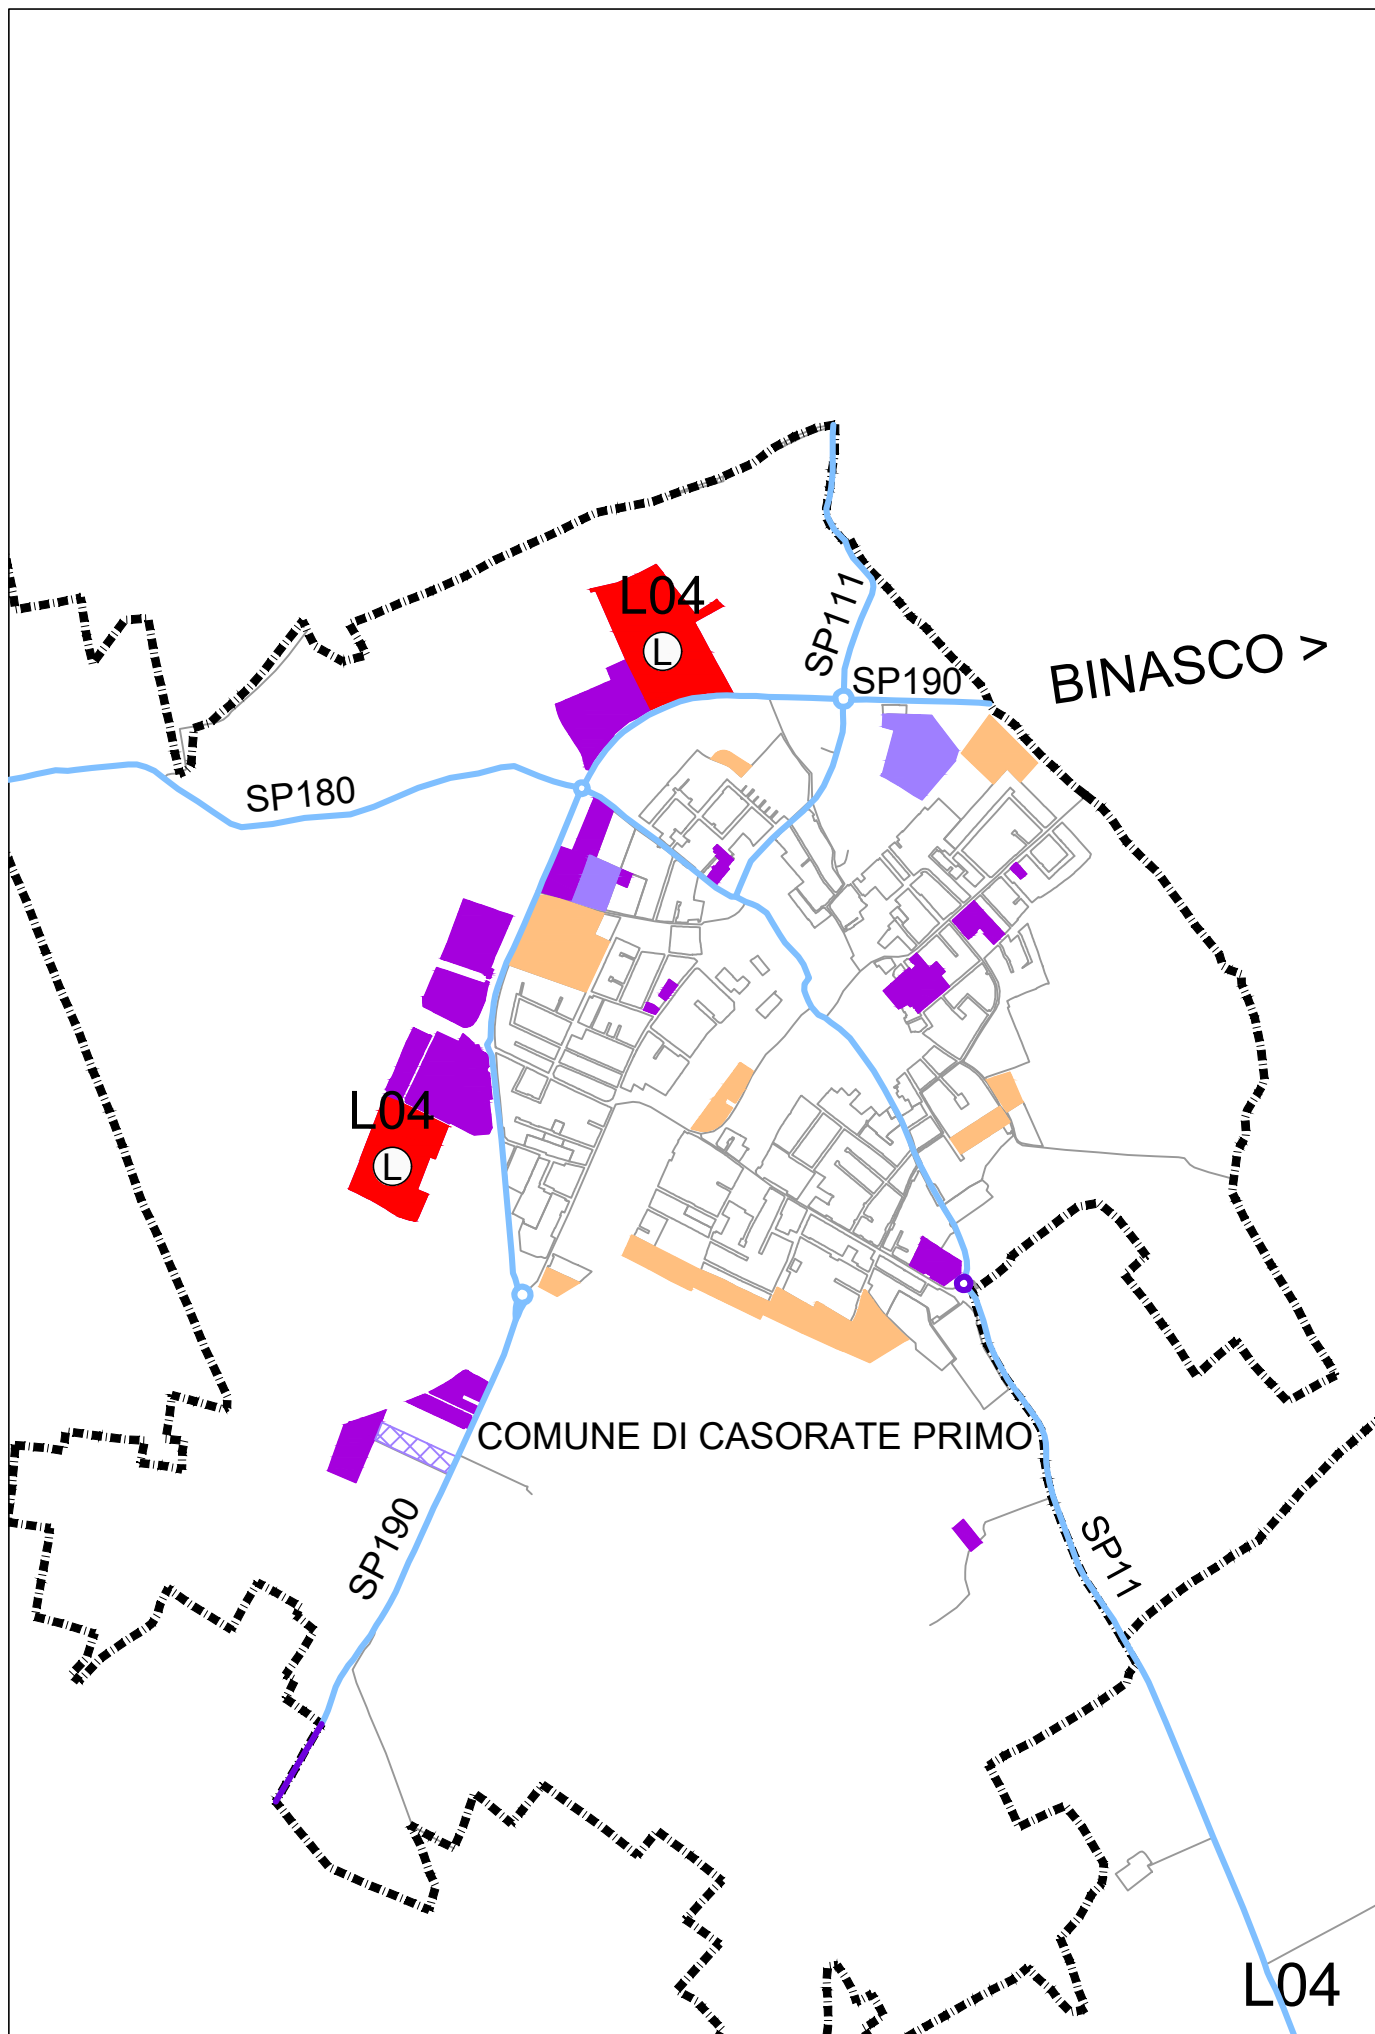 L04
L
SP111
SP190
BINASCO >
SP180
L04
L
COMUNE DI CASORATE PRIMO
SP190
SP11
L04